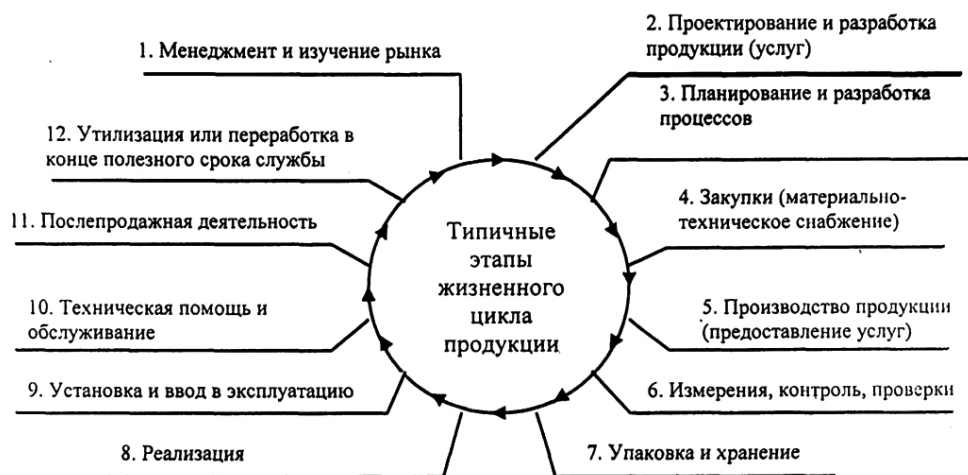 1. Менеджмент и изучение рынка
2. Проектирование и разработка
продукции (услуг)
3. Планирование и разработка
процессов
4. Закупки (материально-
техническое снабжение)
5. Производство продукции
(предоставление услуг)
6. Измерения, контроль, проверки
7. Упаковка и хранение
8. Реализация
9. Установка и ввод в эксплуатацию
10. Техническая помощь и
обслуживание
11. Послепродажная деятельность
12. Утилизация или переработка в
конце полезного срока службы
Типичные
этапы
жизненного
цикла
продукции